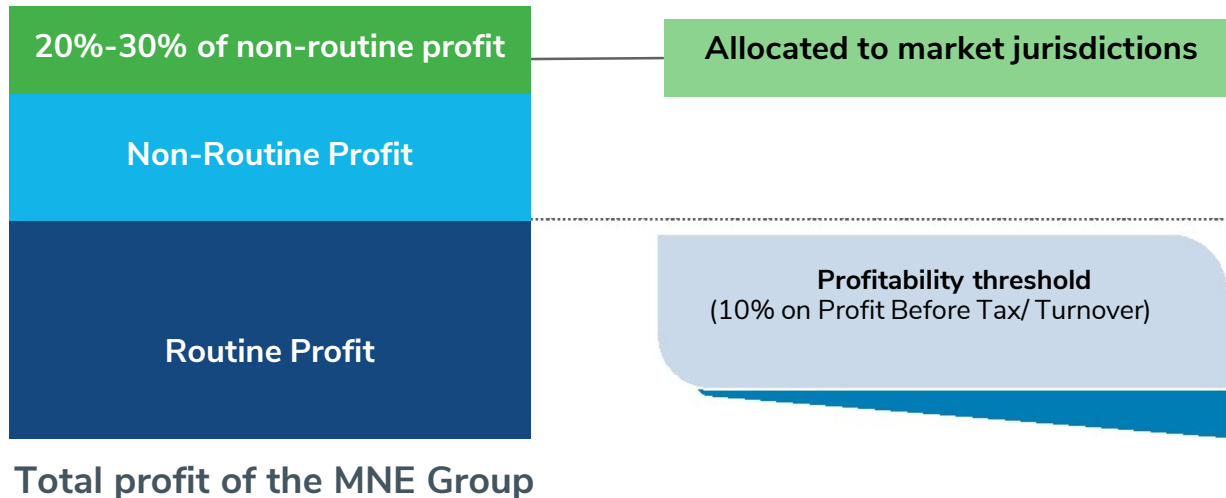 20%-30% of non-routine profit
Allocated to market jurisdictions
Non-Routine Profit
Profitability threshold
(10% on Profit Before Tax/ Turnover)
Routine Profit
Total profit of the MNE Group